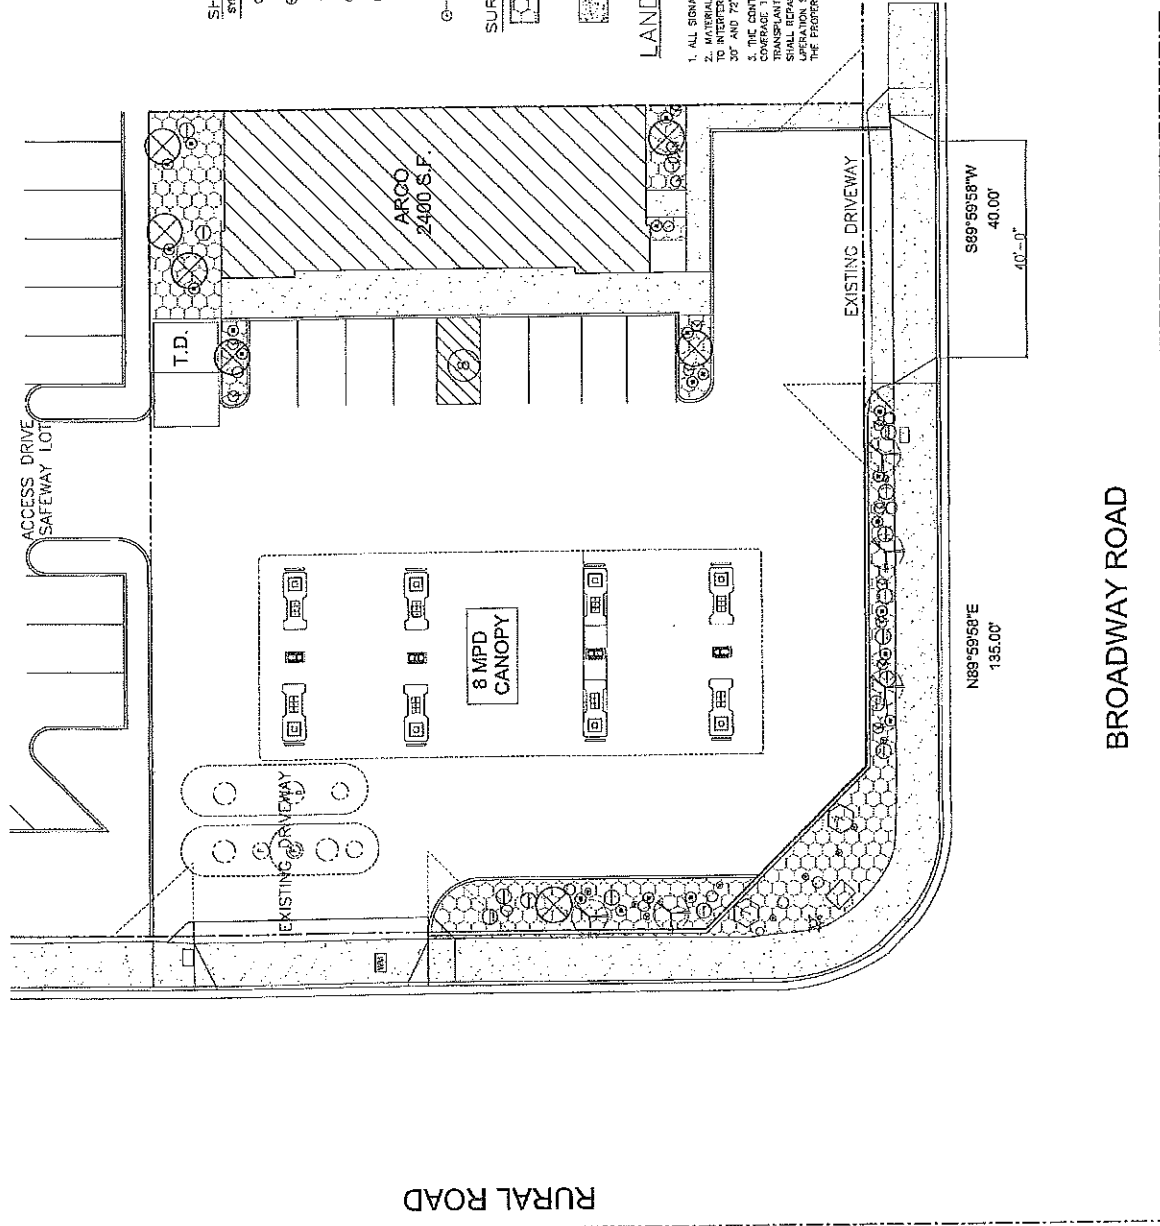 ACCESS DRIVE
SAFEWAY LOT
T.D.
ARCO
2400 S.F.
8
8 MPD
CANOPY
EXISTING DRIVEWAY
EXISTING DRIVEWAY
S89°59'58"W
40.00'
40'-0"
N89°59'58"E
135.00'
BROADWAY ROAD
RURAL ROAD
SH
SUR
LAND
1. ALL SIGNA
2. MATERIAL
TO INTERFER
30" AND 72"
3. THE CONT
COVERAGE T
TRANSPLANT
SHALL REPA
OPERATION S
THE PROPER